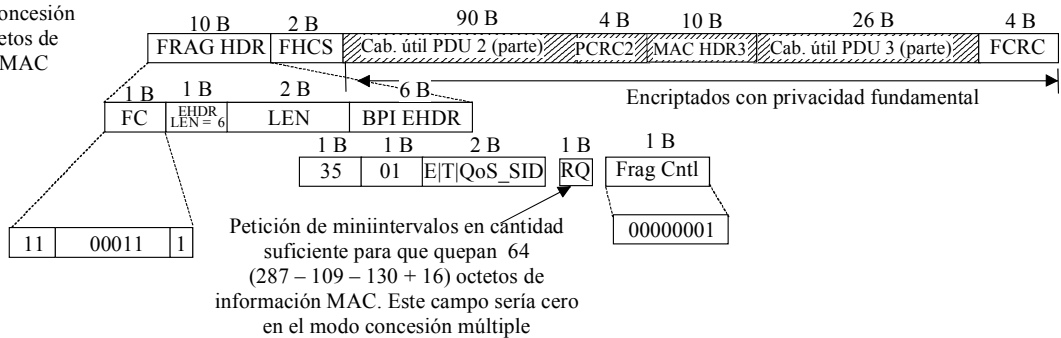 oncesión
etos de
MAC
10 B 2 B 90 B 4 B 10 B 26 B 4 B
FRAG HDR FHCS Cab. útil PDU 2 (parte) PCRC2 MAC HDR3 Cab. útil PDU 3 (parte) FCRC
Encriptados con privacidad fundamental
1 B 1 B 2 B 6 B
FC EHDR LEN = 6 LEN BPI EHDR
1 B 1 B 2 B 1 B 1 B
35 01 E|T|QoS_SID RQ Frag Cntl
11 00011 1
00000001
Petición de miniintervalos en cantidad
suficiente para que quepan 64
(287 – 109 – 130 + 16) octetos de
información MAC. Este campo sería cero
en el modo concesión múltiple